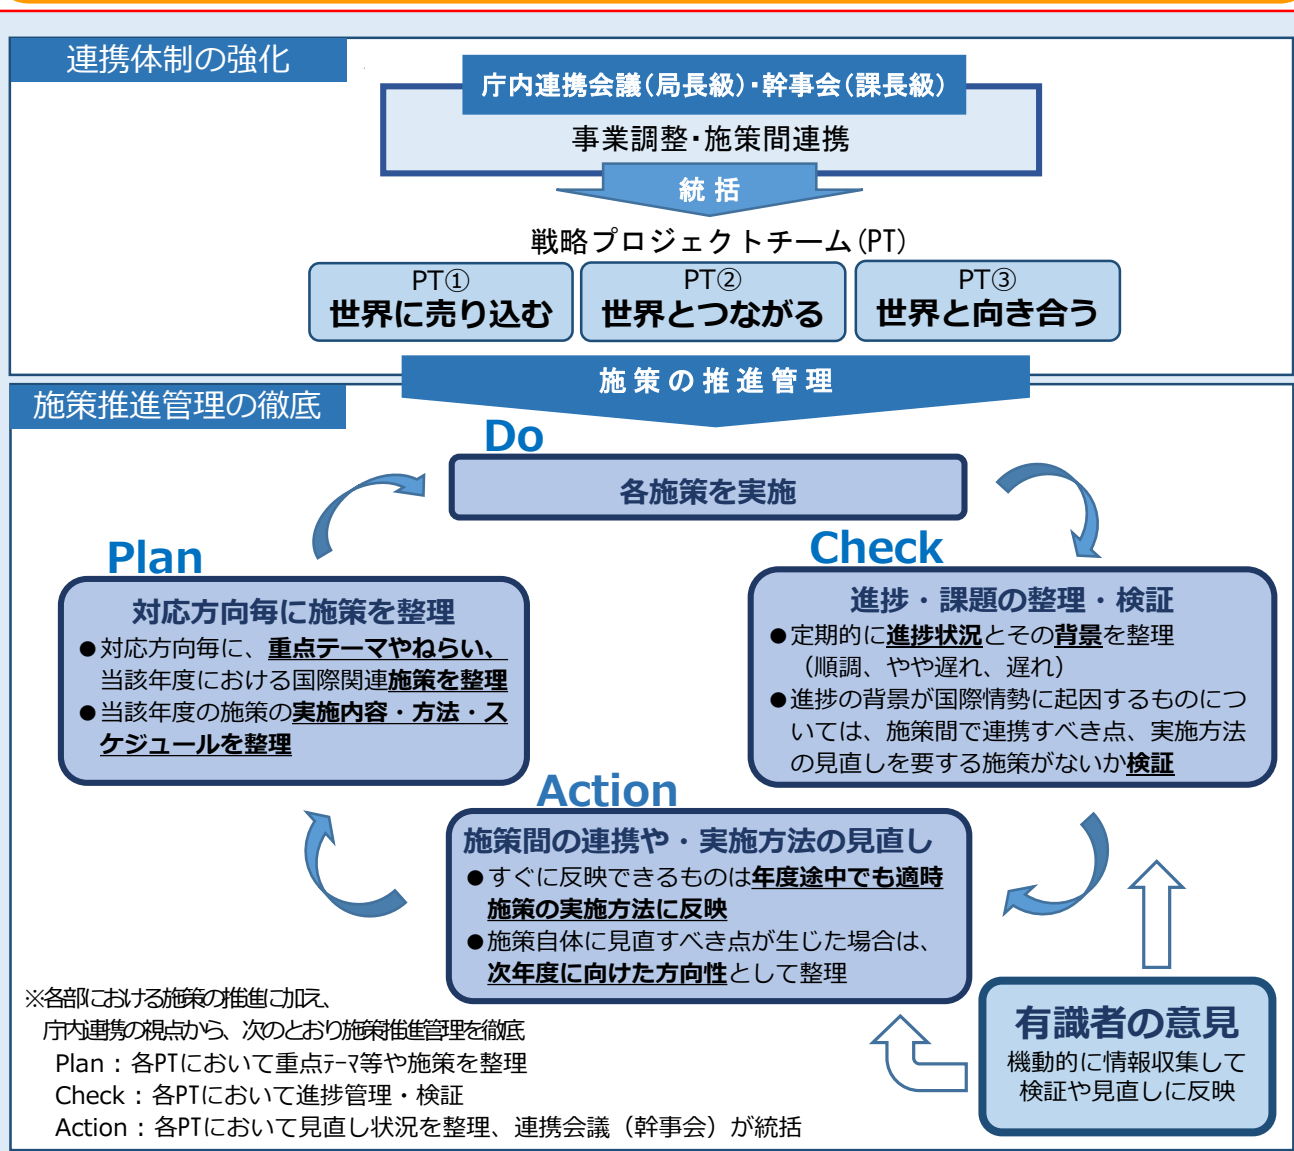 連携体制の強化
庁内連携会議(局長級)・幹事会(課長級)
事業調整・施策間連携
統括
戦略プロジェクトチーム(PT)
PT①
世界に売り込む
PT②
世界とつながる
PT③
世界と向き合う
施策の推進管理
施策推進管理の徹底
Do
各施策を実施
Plan
対応方向毎に施策を整理
●対応方向毎に、重点テーマやねらい、
当該年度における国際関連施策を整理
●当該年度の施策の実施内容・方法・ス
ケジュールを整理
Check
進捗・課題の整理・検証
●定期的に進捗状況とその背景を整理
(順調、やや遅れ、遅れ)
●進捗の背景が国際情勢に起因するものにつ
いては、施策間で連携すべき点、実施方法
の見直しを要する施策がないか検証
Action
施策間の連携や・実施方法の見直し
●すぐに反映できるものは年度途中でも適時
施策の実施方法に反映
●施策自体に見直すべき点が生じた場合は、
次年度に向けた方向性として整理
有識者の意見
機動的に情報収集して
検証や見直しに反映
※各部における施策の推進に加え、
庁内連携の視点から、次のとおり施策推進管理を徹底
Plan：各PTにおいて重点ﾃｰﾏ等や施策を整理
Check：各PTにおいて進捗管理・検証
Action：各PTにおいて見直し状況を整理、連携会議（幹事会）が統括